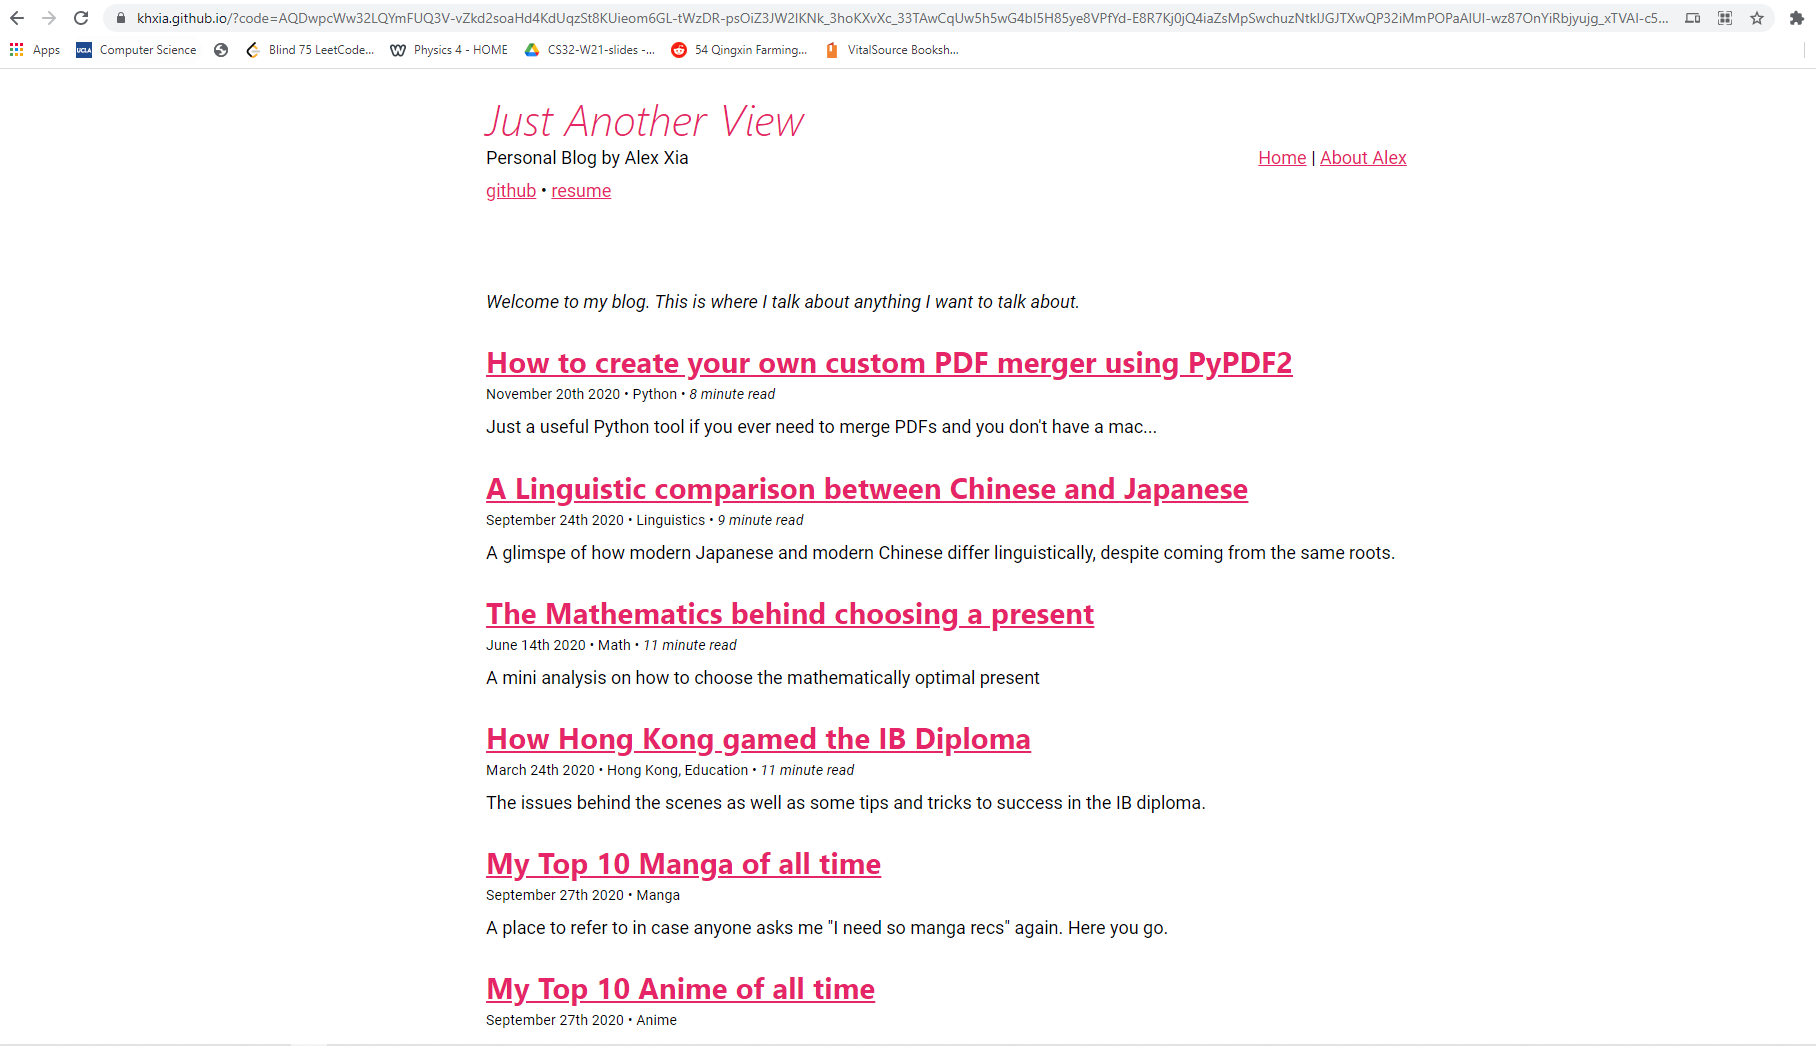 khxia.github.io/?code=
Apps UCLA Computer Science Blind 75 LeetCode... Physics 4 - HOME CS32-W21-slides -... 54 Qingxin Farming... VitalSource Booksh...
Just Another View
Personal Blog by Alex Xia Home | About Alex
github • resume
Welcome to my blog. This is where I talk about anything I want to talk about.
How to create your own custom PDF merger using PyPDF2
November 20th 2020 • Python • 8 minute read
Just a useful Python tool if you ever need to merge PDFs and you don't have a mac...
A Linguistic comparison between Chinese and Japanese
September 24th 2020 • Linguistics • 9 minute read
A glimspe of how modern Japanese and modern Chinese differ linguistically, despite coming from the same roots.
The Mathematics behind choosing a present
June 14th 2020 • Math • 11 minute read
A mini analysis on how to choose the mathematically optimal present
How Hong Kong gamed the IB Diploma
March 24th 2020 • Hong Kong, Education • 11 minute read
The issues behind the scenes as well as some tips and tricks to success in the IB diploma.
My Top 10 Manga of all time
September 27th 2020 • Manga
A place to refer to in case anyone asks me "I need so manga recs" again. Here you go.
My Top 10 Anime of all time
September 27th 2020 • Anime